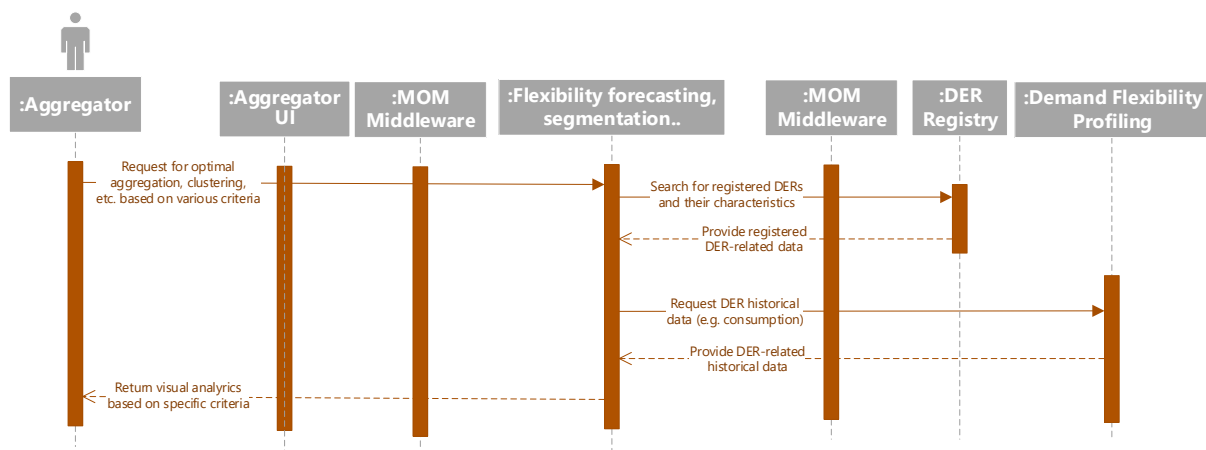 :Aggregator
:Aggregator
UI
:MOM
Middleware
:Flexibility forecasting,
segmentation..
:MOM
Middleware
:DER
Registry
:Demand Flexibility
Profiling
Request for optimal
aggregation, clustering,
etc. based on various criteria
Search for registered DERs
and their characteristics
Provide registered
DER-related data
Request DER historical
data (e.g. consumption)
Provide DER-related
historical data
Return visual analyrics
based on specific criteria